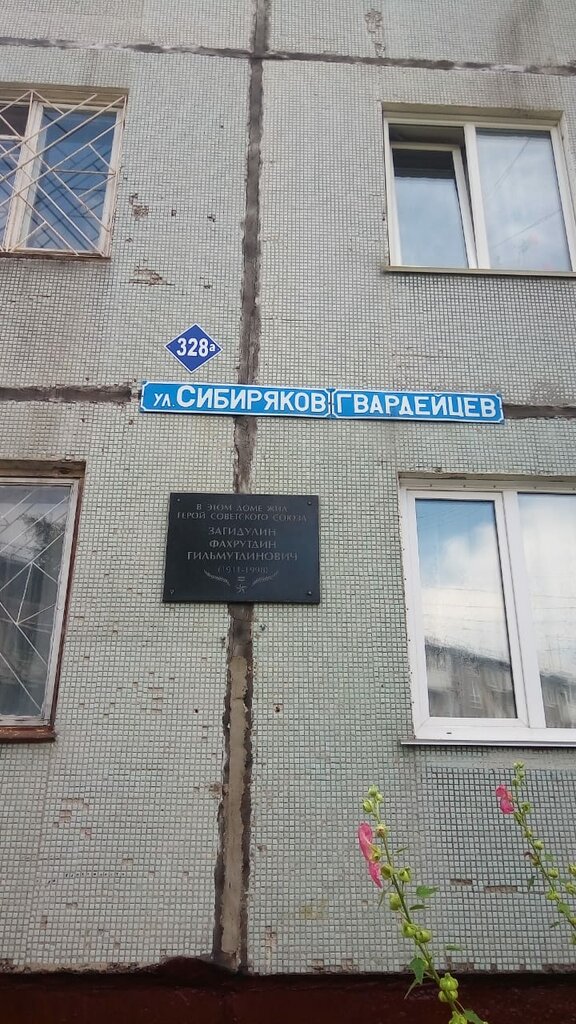 328а
ул. СИБИРЯКОВ-ГВАРДЕЙЦЕВ
В ЭТОМ ДОМЕ ЖИЛ
ГЕРОЙ СОВЕТСКОГО СОЮЗА
ЗАГИДУЛИН
ФАХРУТДИН
ГИЛЬМУТДИНОВИЧ
(1911-1998)